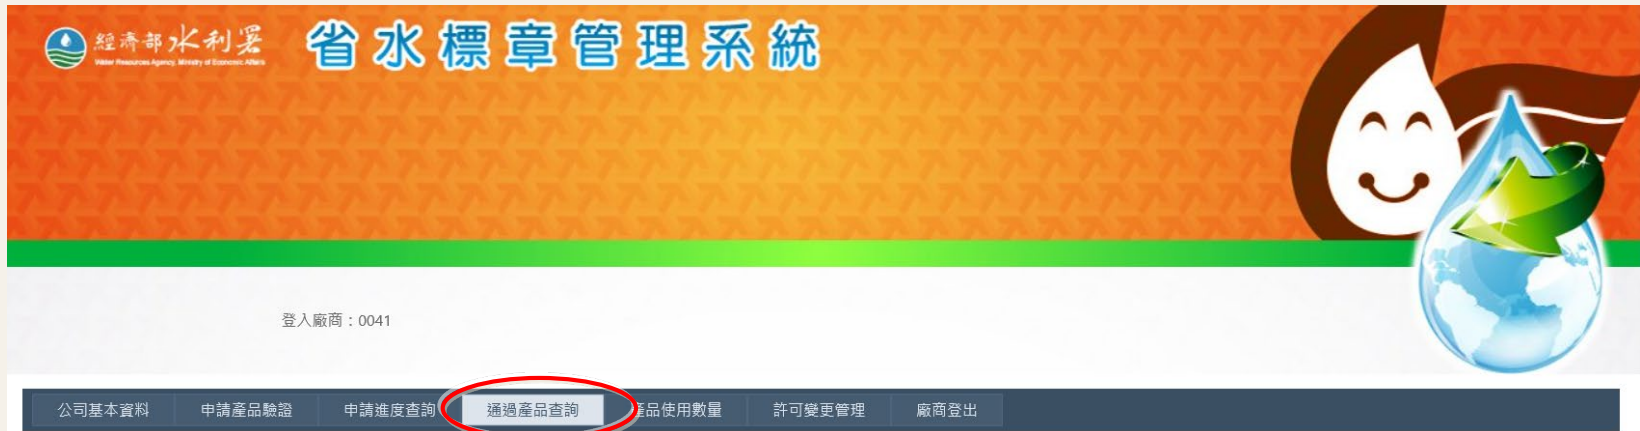 經濟部水利署 省水標章管理系統
Water Resources Agency, Ministry of Economic Affairs
登入廠商：0041
公司基本資料 申請產品驗證 申請進度查詢 通過產品查詢 產品使用數量 許可變更管理 廠商登出